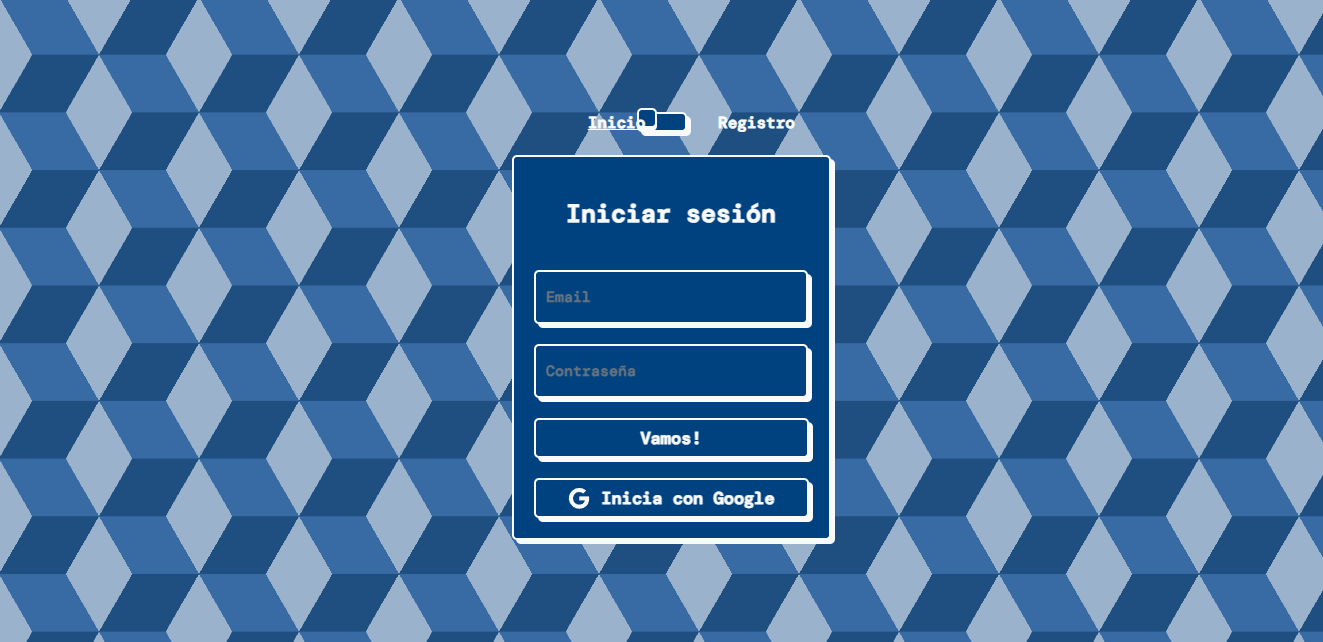 Inicio
Registro
Iniciar sesión
Email
Contraseña
Vamos!
Inicia con Google